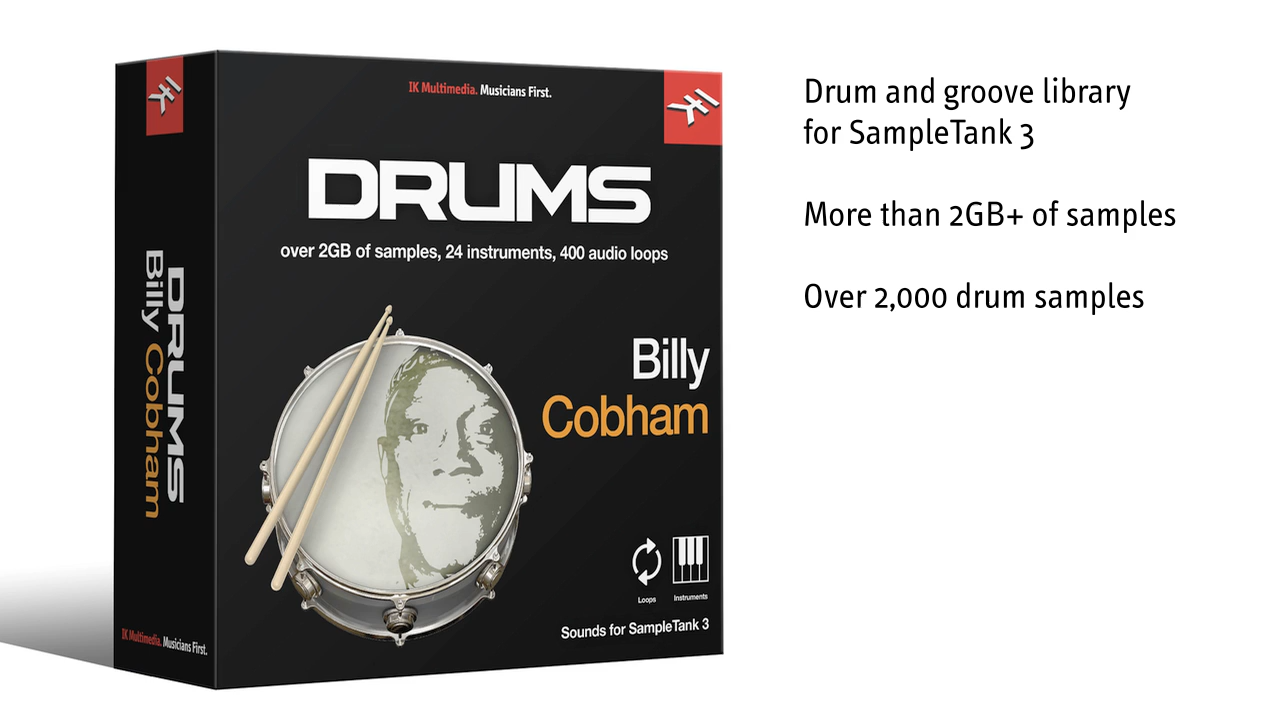 IK Multimedia. Musicians First.
DRUMS
over 2GB of samples, 24 instruments, 400 audio loops
Billy
Cobham
Loops
Instruments
Sounds for SampleTank 3
DRUMS
Billy Cobham
IK Multimedia. Musicians First.
Drum and groove library
for SampleTank 3
More than 2GB+ of samples
Over 2,000 drum samples